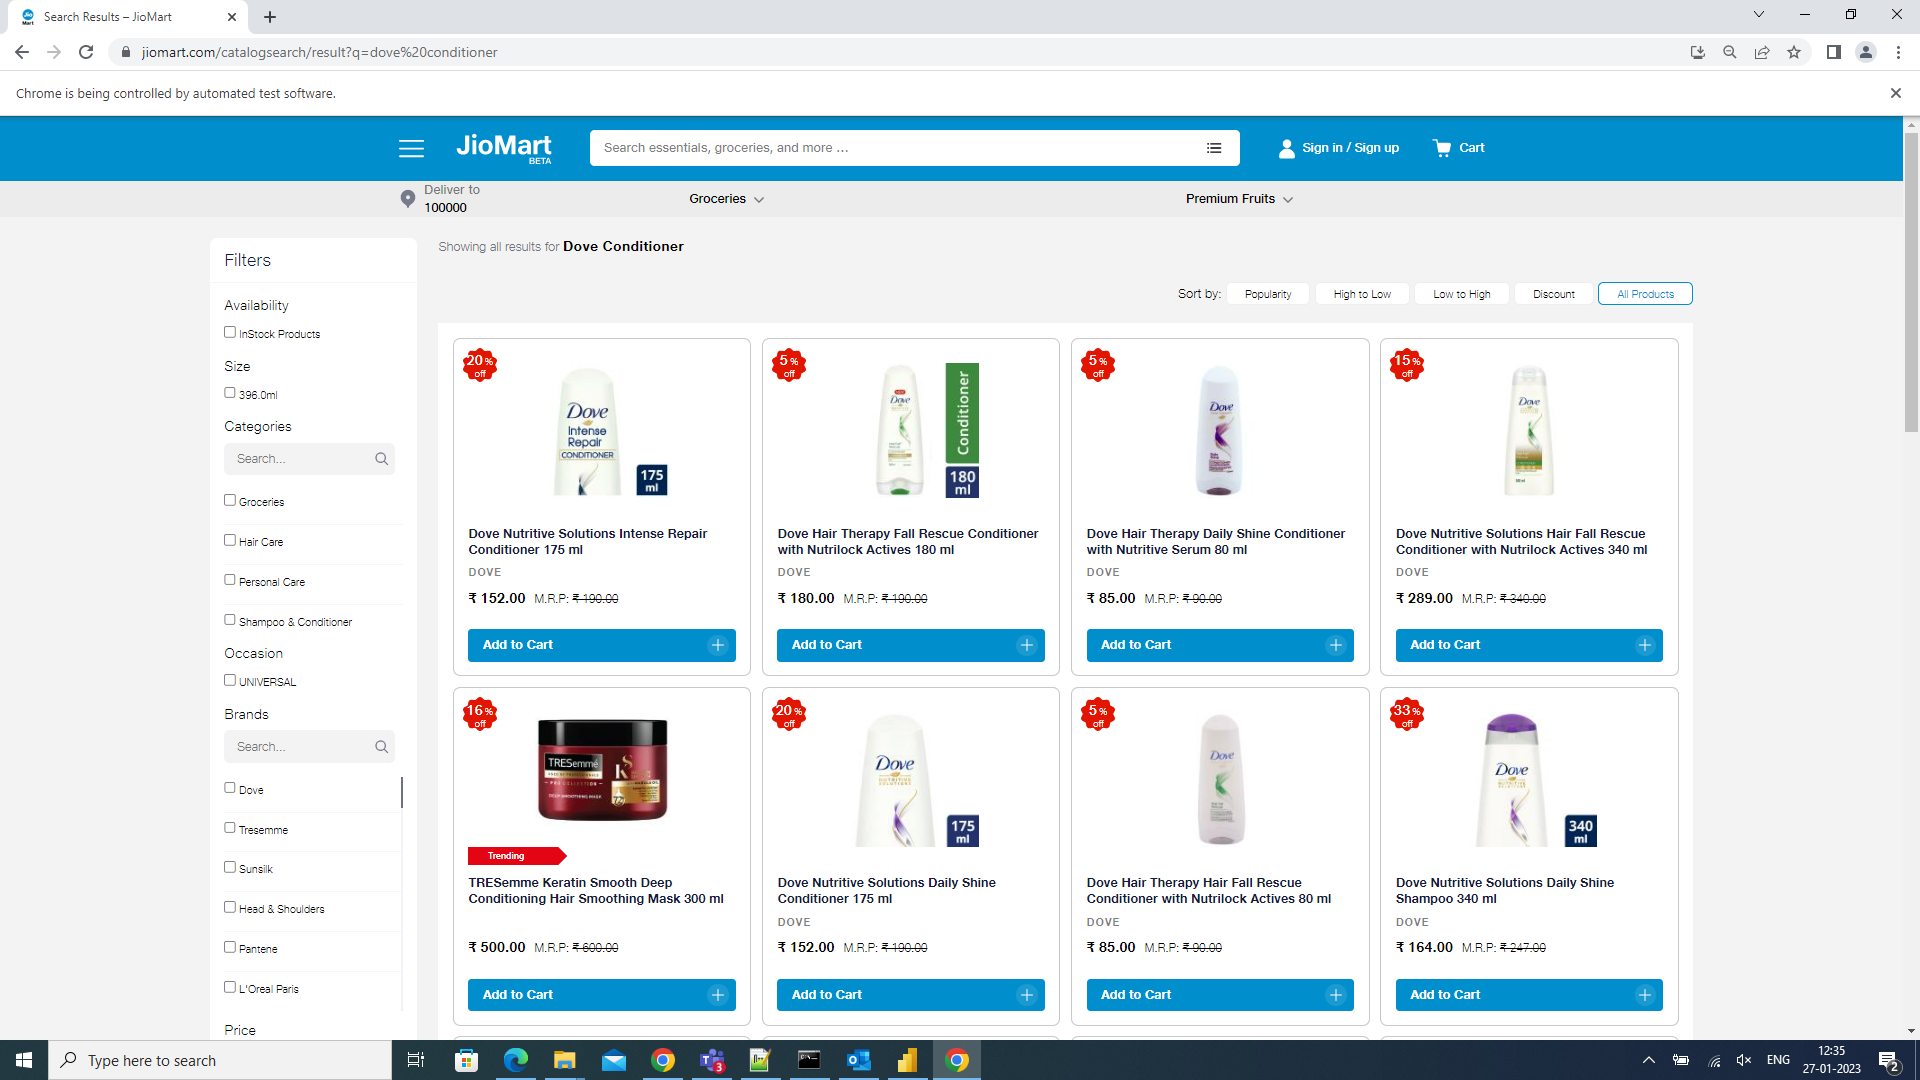 Search Results – JioMart
jiomart.com/catalogsearch/result?q=dove%20conditioner
Chrome is being controlled by automated test software.
JioMart
BETA
Search essentials, groceries, and more ...
Sign in / Sign up
Cart
Deliver to
100000
Groceries
Premium Fruits
Filters
Availability
InStock Products
Size
396.0ml
Categories
Search...
Groceries
Hair Care
Personal Care
Shampoo & Conditioner
Occasion
UNIVERSAL
Brands
Search...
Dove
Tresemme
Sunsilk
Head & Shoulders
Pantene
L'Oreal Paris
Price
Showing all results for Dove Conditioner
Sort by: Popularity High to Low Low to High Discount All Products
20% off
Dove
Intense
Repair
CONDITIONER
175
ml
Dove Nutritive Solutions Intense Repair
Conditioner 175 ml
DOVE
₹ 152.00 M.R.P: ₹ 190.00
Add to Cart
5% off
Dove
Conditioner
180
ml
Dove Hair Therapy Fall Rescue Conditioner
with Nutrilock Actives 180 ml
DOVE
₹ 180.00 M.R.P: ₹ 190.00
Add to Cart
5% off
Dove
Dove Hair Therapy Daily Shine Conditioner
with Nutritive Serum 80 ml
DOVE
₹ 85.00 M.R.P: ₹ 90.00
Add to Cart
15% off
Dove
Dove Nutritive Solutions Hair Fall Rescue
Conditioner with Nutrilock Actives 340 ml
DOVE
₹ 289.00 M.R.P: ₹ 340.00
Add to Cart
16% off
TRESemmé
KS
DEEP SMOOTHING MASK
Trending
TRESemme Keratin Smooth Deep
Conditioning Hair Smoothing Mask 300 ml
₹ 500.00 M.R.P: ₹ 600.00
Add to Cart
20% off
Dove
NUTRITIVE
SOLUTIONS
175
ml
Dove Nutritive Solutions Daily Shine
Conditioner 175 ml
DOVE
₹ 152.00 M.R.P: ₹ 190.00
Add to Cart
5% off
Dove
Dove Hair Therapy Hair Fall Rescue
Conditioner with Nutrilock Actives 80 ml
DOVE
₹ 85.00 M.R.P: ₹ 90.00
Add to Cart
33% off
Dove
340
ml
Dove Nutritive Solutions Daily Shine
Shampoo 340 ml
DOVE
₹ 164.00 M.R.P: ₹ 247.00
Add to Cart
Type here to search
3
ENG
12:35
27-01-2023
2